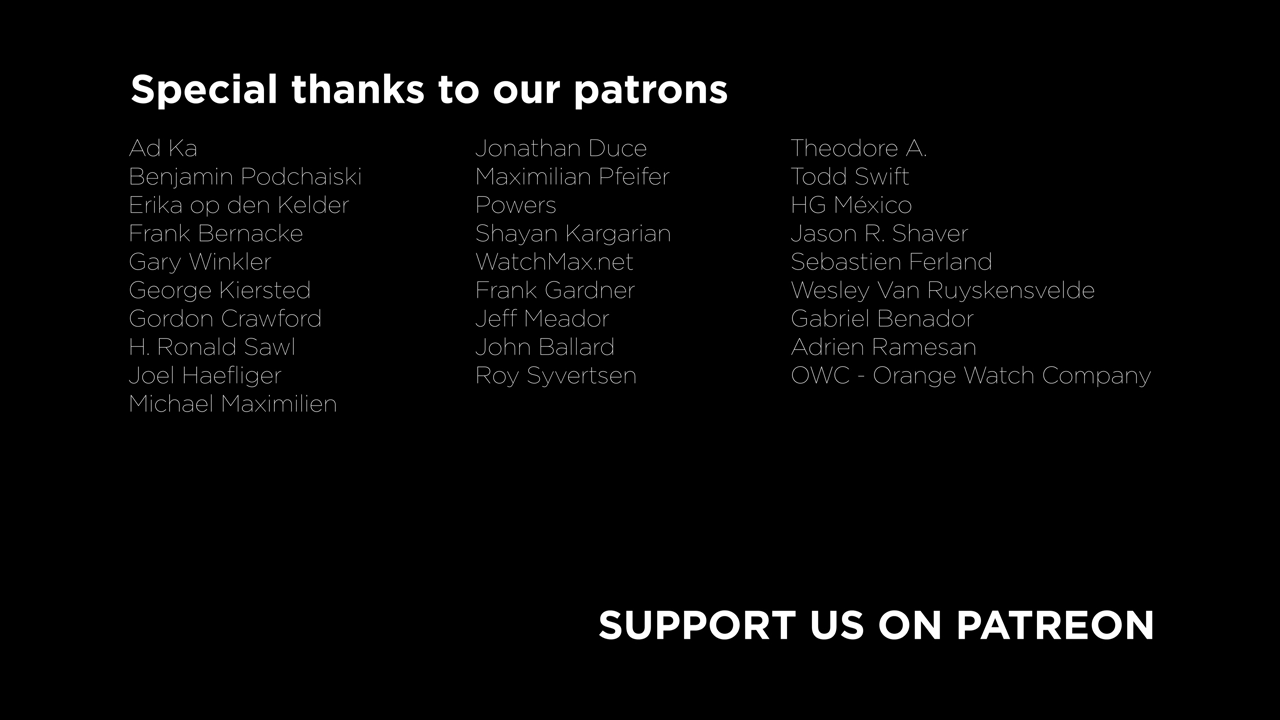 Special thanks to our patrons
Ad Ka
Benjamin Podchaiski
Erika op den Kelder
Frank Bernacke
Gary Winkler
George Kiersted
Gordon Crawford
H. Ronald Sawl
Joel Haefliger
Michael Maximilien
Jonathan Duce
Maximilian Pfeifer
Powers
Shayan Kargarian
WatchMax.net
Frank Gardner
Jeff Meador
John Ballard
Roy Syvertsen
Theodore A.
Todd Swift
HG México
Jason R. Shaver
Sebastien Ferland
Wesley Van Ruyskensvelde
Gabriel Benador
Adrien Ramesan
OWC - Orange Watch Company
SUPPORT US ON PATREON